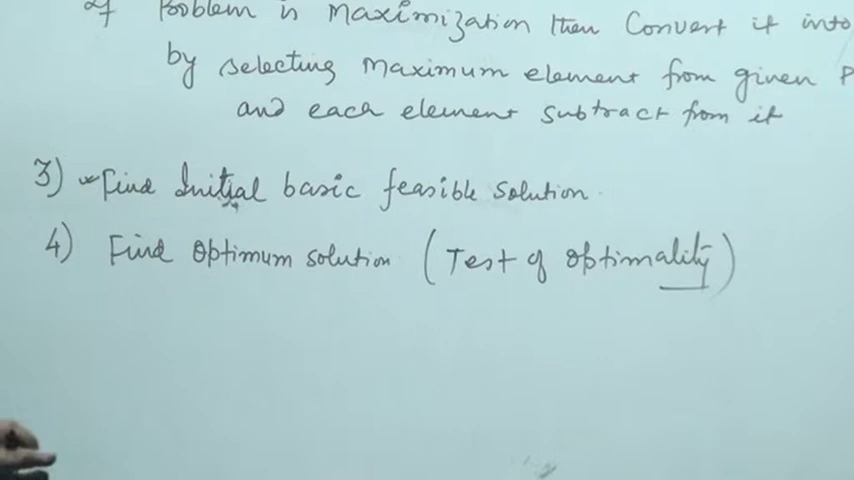 If Problem is Maximization then Convert it into
by selecting Maximum element from given P
and each element subtract from it
3) Find Initial basic feasible solution
4) Find Optimum solution (Test of Optimality)